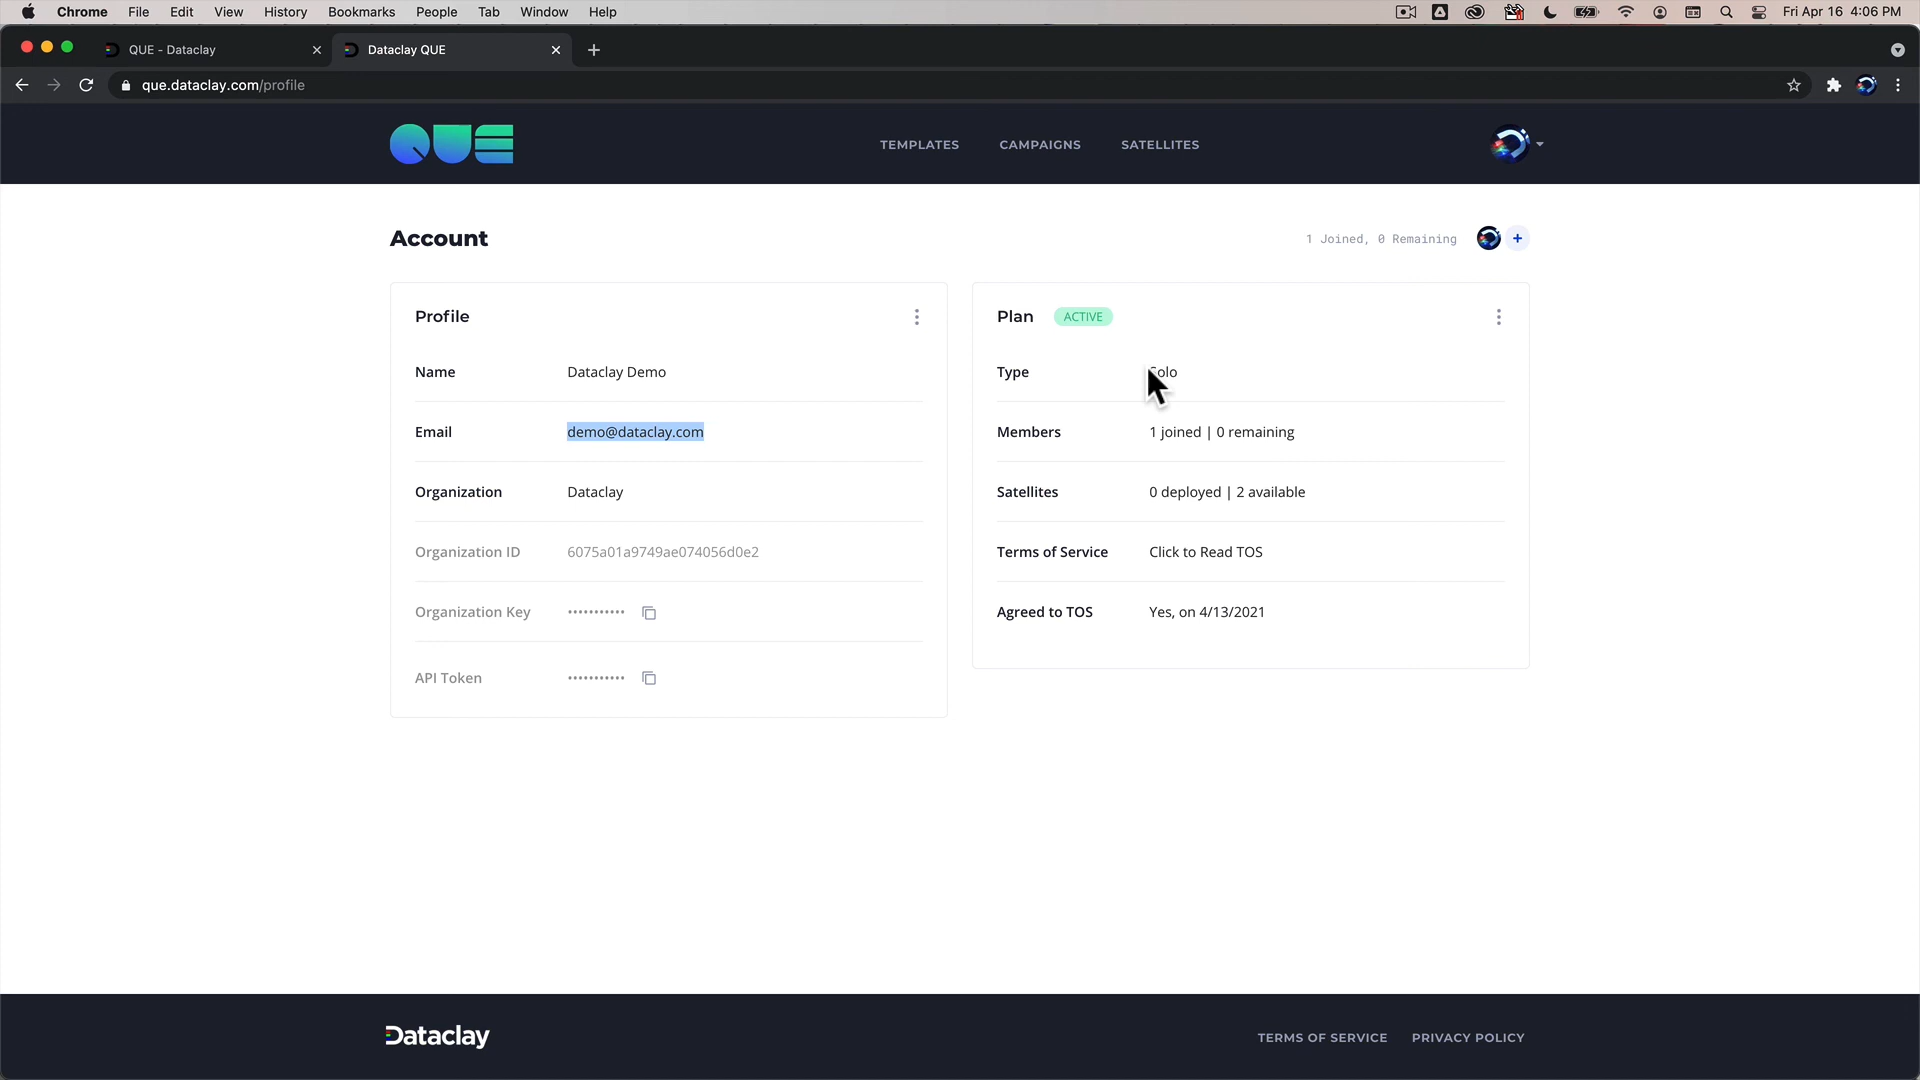 Chrome File Edit View History Bookmarks People Tab Window Help Fri Apr 16 4:06 PM
QUE - Dataclay Dataclay QUE
que.dataclay.com/profile
QUE TEMPLATES CAMPAIGNS SATELLITES
Account 1 Joined, 0 Remaining +
Profile
Name Dataclay Demo
Email demo@dataclay.com
Organization Dataclay
Organization ID 6075a01a9749ae074056d0e2
Organization Key •••••••••••
API Token •••••••••••
Plan ACTIVE
Type Solo
Members 1 joined | 0 remaining
Satellites 0 deployed | 2 available
Terms of Service Click to Read TOS
Agreed to TOS Yes, on 4/13/2021
Dataclay TERMS OF SERVICE PRIVACY POLICY